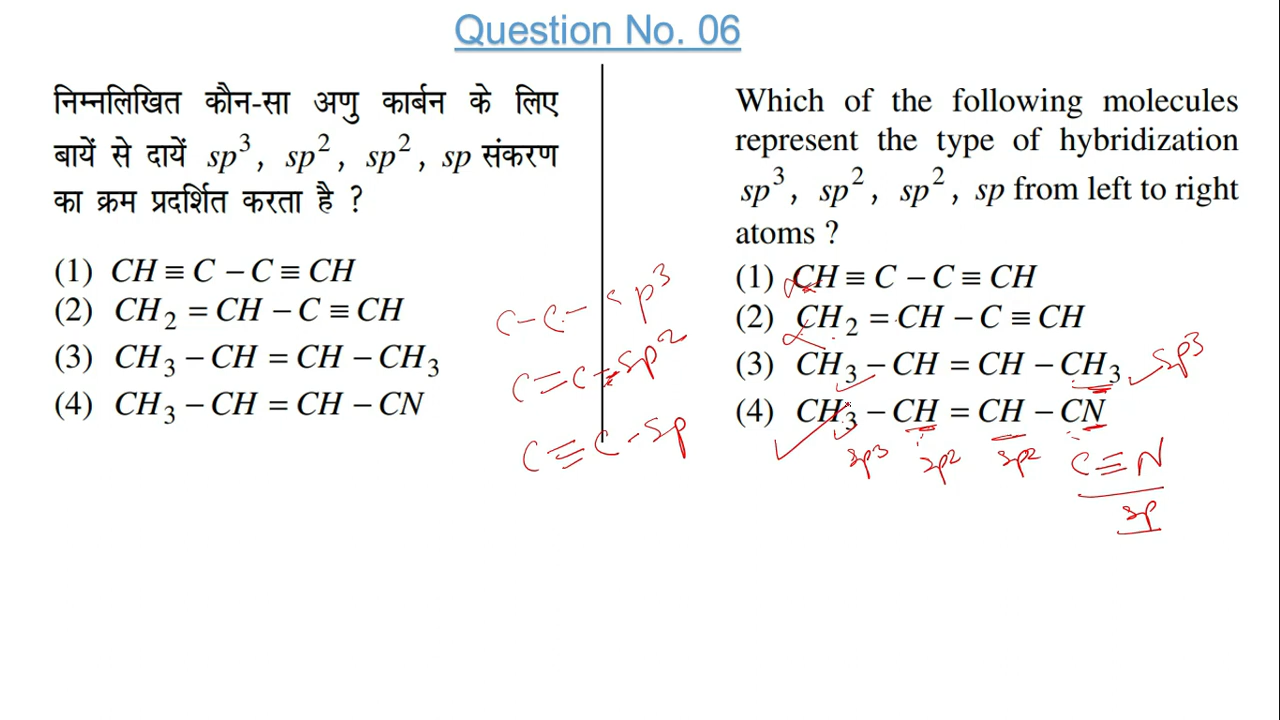 Question No. 06
निम्नलिखित कौन-सा अणु कार्बन के लिए
बायें से दायें sp³, sp², sp², sp संकरण
का क्रम प्रदर्शित करता है ?
(1) CH ≡ C – C ≡ CH
(2) CH₂ = CH – C ≡ CH
(3) CH₃ – CH = CH – CH₃
(4) CH₃ – CH = CH – CN
C – C – sp³
C = C – sp²
C ≡ C – sp
Which of the following molecules
represent the type of hybridization
sp³, sp², sp², sp from left to right
atoms ?
(1) CH ≡ C – C ≡ CH
(2) CH₂ = CH – C ≡ CH
(3) CH₃ – CH = CH – CH₃ sp³
(4) CH₃ – CH = CH – CN
sp³ sp² sp² C ≡ N
sp